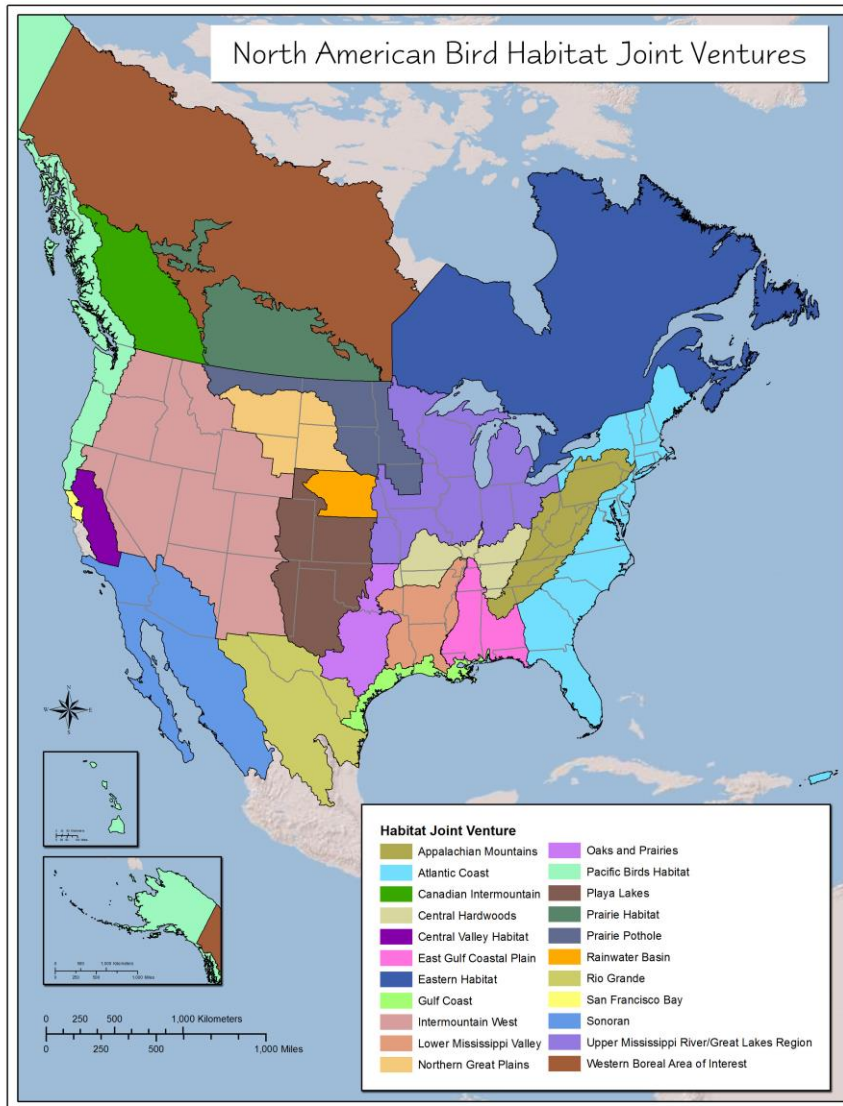 North American Bird Habitat Joint Ventures
N
W E
S
Habitat Joint Venture
Appalachian Mountains
Atlantic Coast
Canadian Intermountain
Central Hardwoods
Central Valley Habitat
East Gulf Coastal Plain
Eastern Habitat
Gulf Coast
Intermountain West
Lower Mississippi Valley
Northern Great Plains
Oaks and Prairies
Pacific Birds Habitat
Playa Lakes
Prairie Habitat
Prairie Pothole
Rainwater Basin
Rio Grande
San Francisco Bay
Sonoran
Upper Mississippi River/Great Lakes Region
Western Boreal Area of Interest
0 250 500 1,000 Kilometers
0 250 500 1,000 Miles